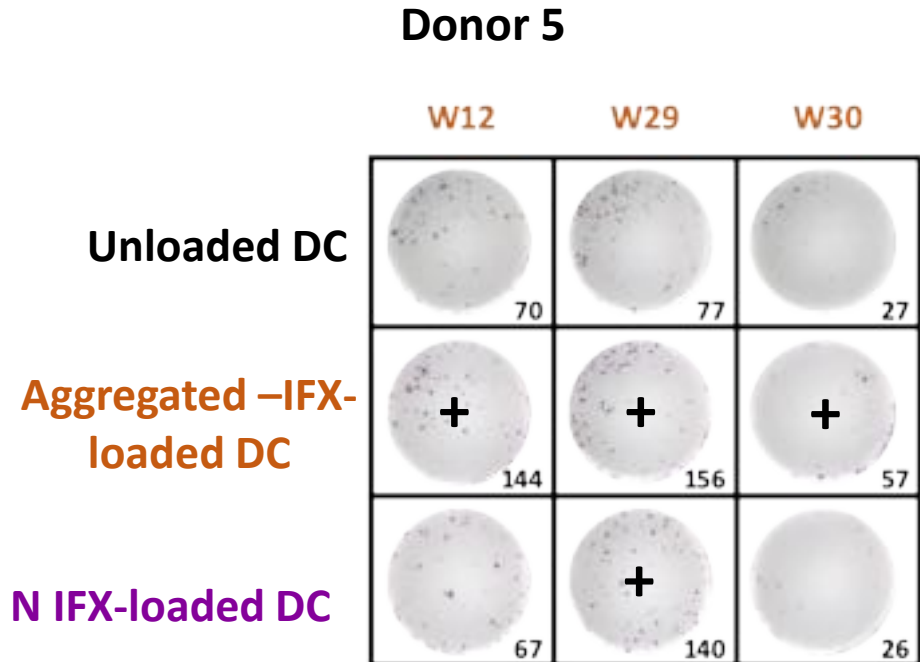 Donor 5
W12 W29 W30
Unloaded DC
70 77 27
Aggregated –IFX-
loaded DC
+ + +
144 156 57
N IFX-loaded DC
+
67 140 26